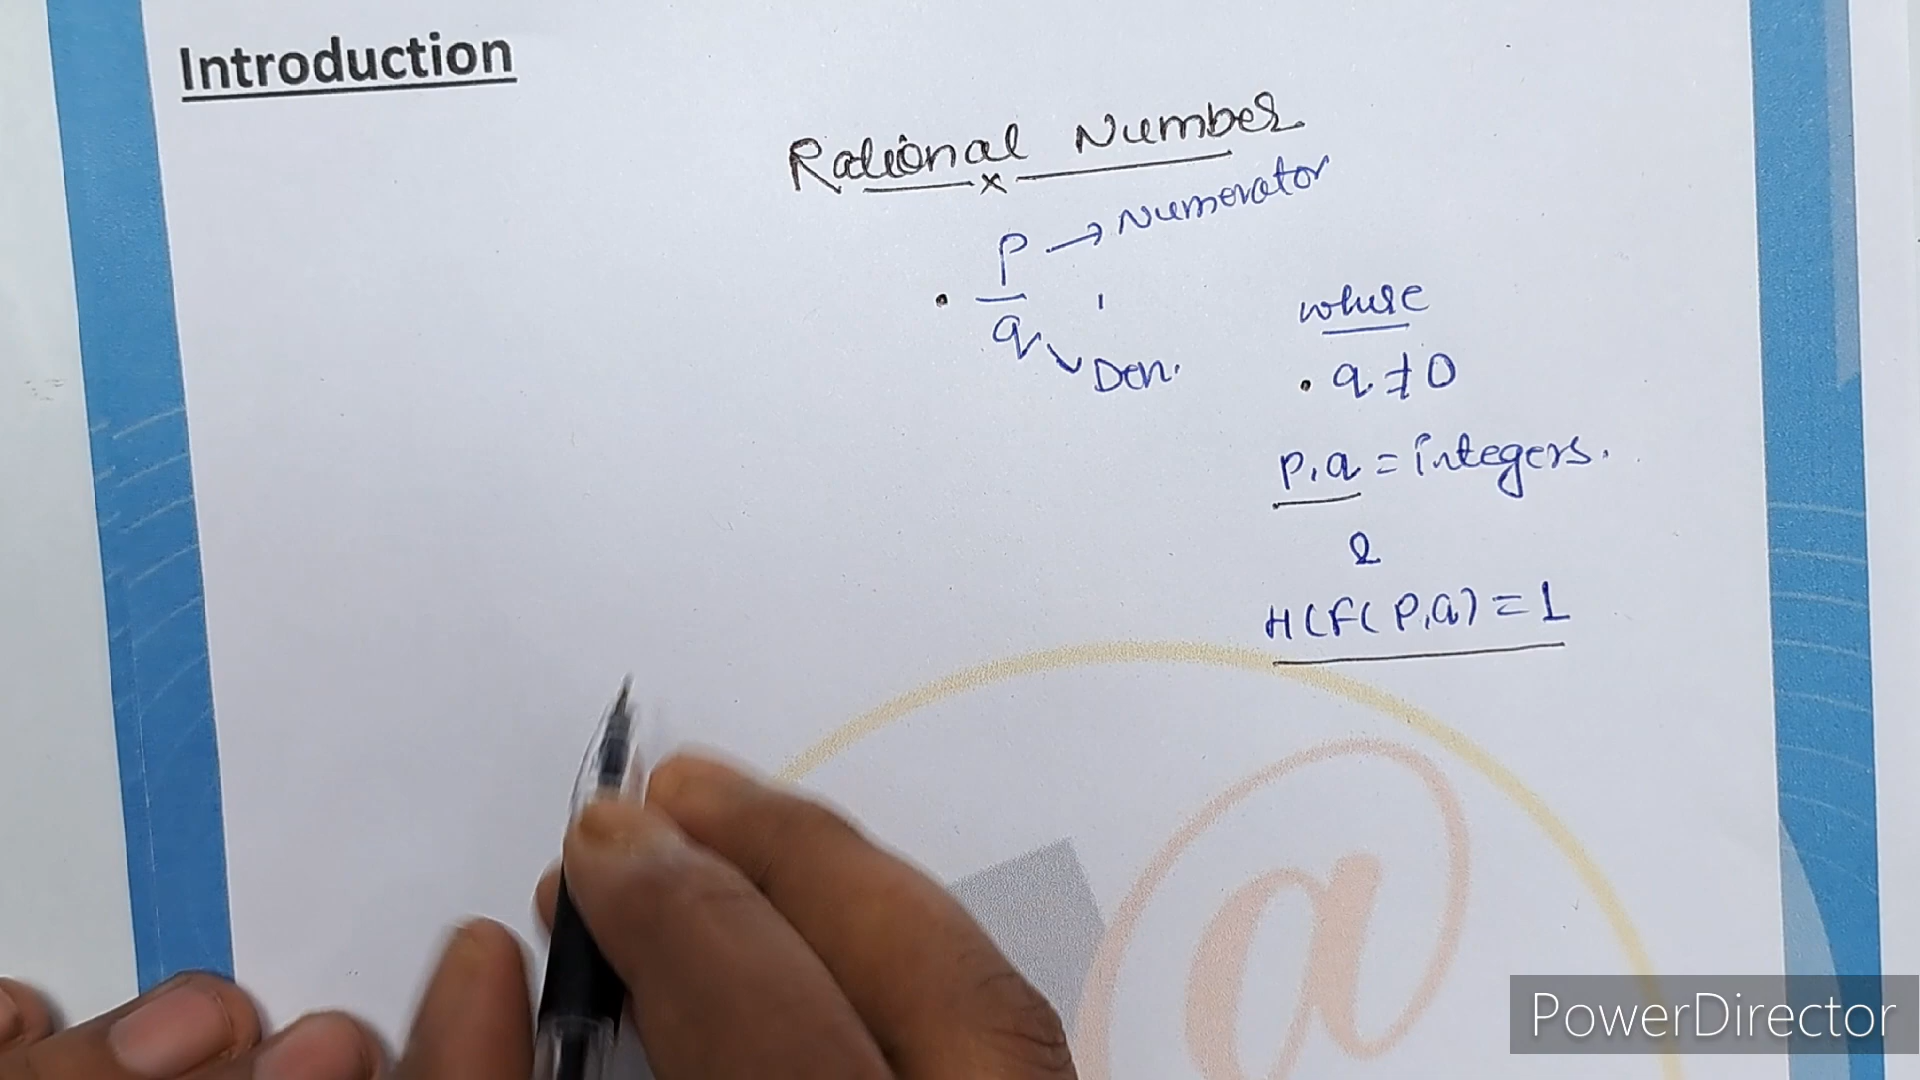 Introduction
Rational Number
x
p → Numerator
q ↘ Den.
where
• q ≠ 0
p, q = integers.
&
HCF(p,q) = 1
@
PowerDirector